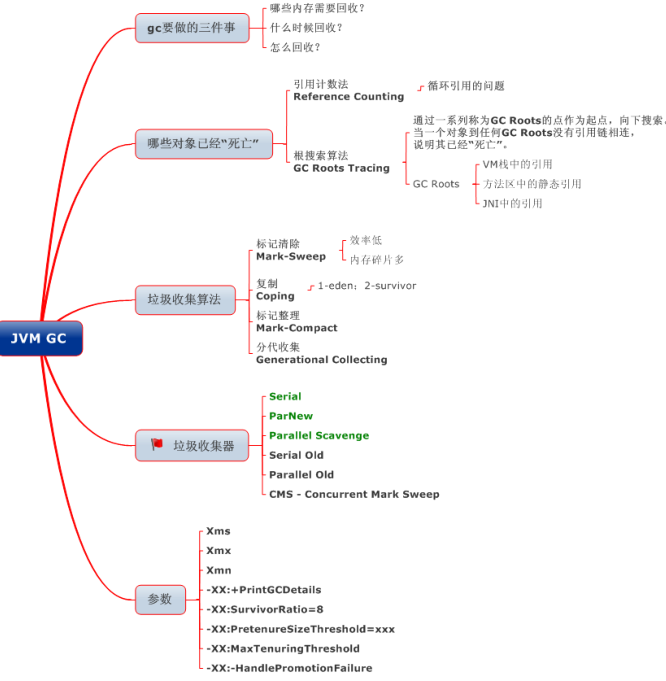 JVM GC
gc要做的三件事
哪些内存需要回收?
什么时候回收?
怎么回收?
哪些对象已经“死亡”
引用计数法
Reference Counting
循环引用的问题
根搜索算法
GC Roots Tracing
通过一系列称为GC Roots的点作为起点，向下搜索，
当一个对象到任何GC Roots没有引用链相连，
说明其已经“死亡”。
GC Roots
VM栈中的引用
方法区中的静态引用
JNI中的引用
垃圾收集算法
标记清除
Mark-Sweep
效率低
内存碎片多
复制
Coping
1-eden; 2-survivor
标记整理
Mark-Compact
分代收集
Generational Collecting
垃圾收集器
Serial
ParNew
Parallel Scavenge
Serial Old
Parallel Old
CMS - Concurrent Mark Sweep
参数
Xms
Xmx
Xmn
-XX:+PrintGCDetails
-XX:SurvivorRatio=8
-XX:PretenureSizeThreshold=xxx
-XX:MaxTenuringThreshold
-XX:-HandlePromotionFailure